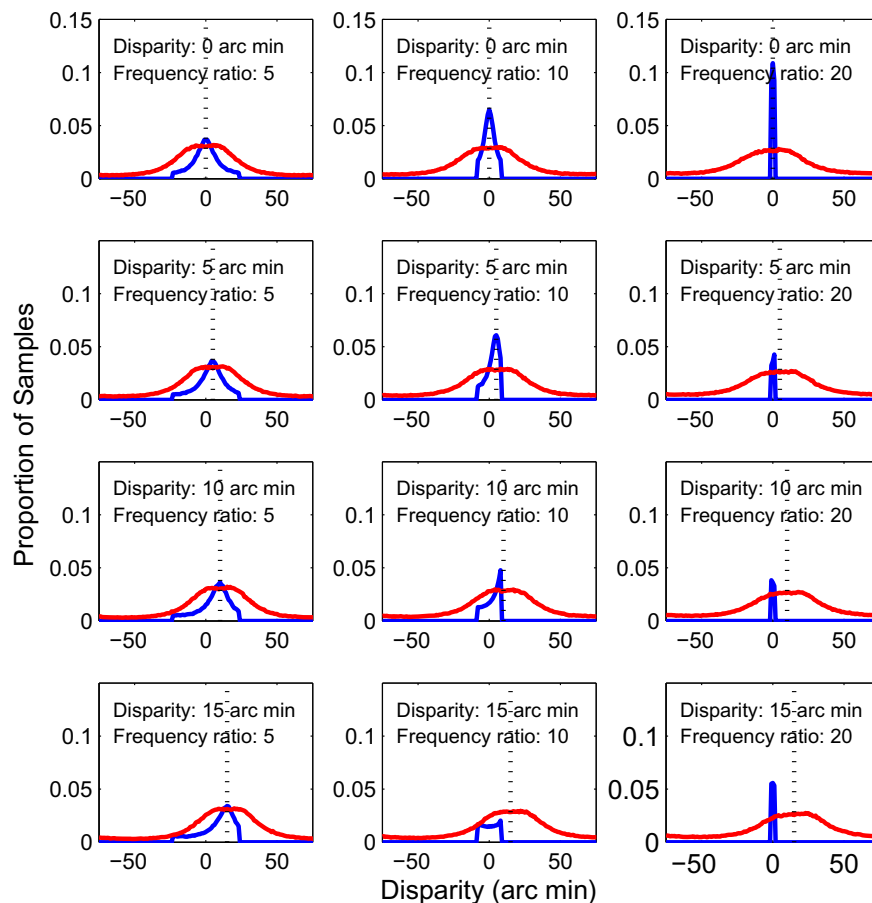 0.15
Disparity: 0 arc min
Frequency ratio: 5
0.1
0.05
0
−50 0 50
0.15
Disparity: 0 arc min
Frequency ratio: 10
0.1
0.05
0
−50 0 50
0.15
Disparity: 0 arc min
Frequency ratio: 20
0.1
0.05
0
−50 0 50
Disparity: 5 arc min
Frequency ratio: 5
0.1
0.05
0
−50 0 50
Disparity: 5 arc min
Frequency ratio: 10
0.1
0.05
0
−50 0 50
Disparity: 5 arc min
Frequency ratio: 20
0.1
0.05
0
−50 0 50
Proportion of Samples
Disparity: 10 arc min
Frequency ratio: 5
0.1
0.05
0
−50 0 50
Disparity: 10 arc min
Frequency ratio: 10
0.1
0.05
0
−50 0 50
Disparity: 10 arc min
Frequency ratio: 20
0.1
0.05
0
−50 0 50
Disparity: 15 arc min
Frequency ratio: 5
0.1
0.05
0
−50 0 50
Disparity: 15 arc min
Frequency ratio: 10
0.1
0.05
0
−50 0 50
Disparity: 15 arc min
Frequency ratio: 20
0.1
0.05
0
−50 0 50
Disparity (arc min)